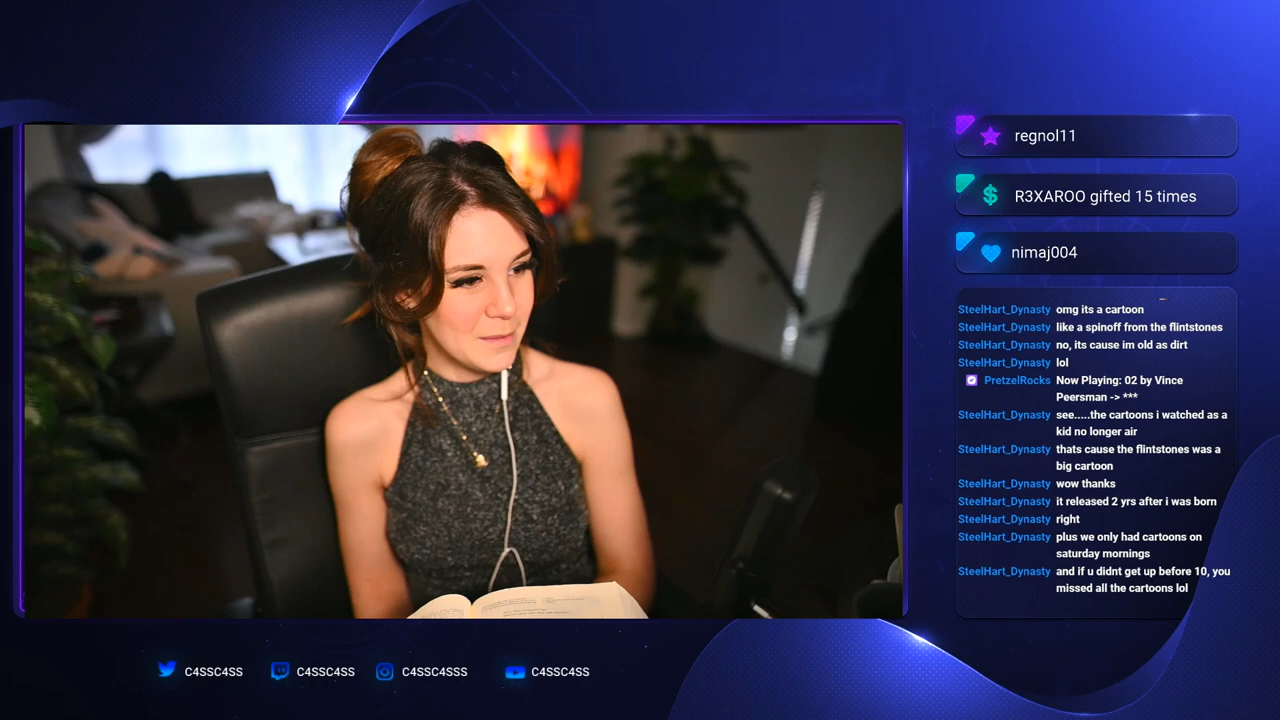 regnol11
R3XAROO gifted 15 times
nimaj004
SteelHart_Dynasty omg its a cartoon
SteelHart_Dynasty like a spinoff from the flintstones
SteelHart_Dynasty no, its cause im old as dirt
SteelHart_Dynasty lol
PretzelRocks Now Playing: 02 by Vince
Peersman -> ***
SteelHart_Dynasty see.....the cartoons i watched as a
kid no longer air
SteelHart_Dynasty thats cause the flintstones was a
big cartoon
SteelHart_Dynasty wow thanks
SteelHart_Dynasty it released 2 yrs after i was born
SteelHart_Dynasty right
SteelHart_Dynasty plus we only had cartoons on
saturday mornings
SteelHart_Dynasty and if u didnt get up before 10, you
missed all the cartoons lol
C4SSC4SS C4SSC4SS C4SSC4SSS C4SSC4SS